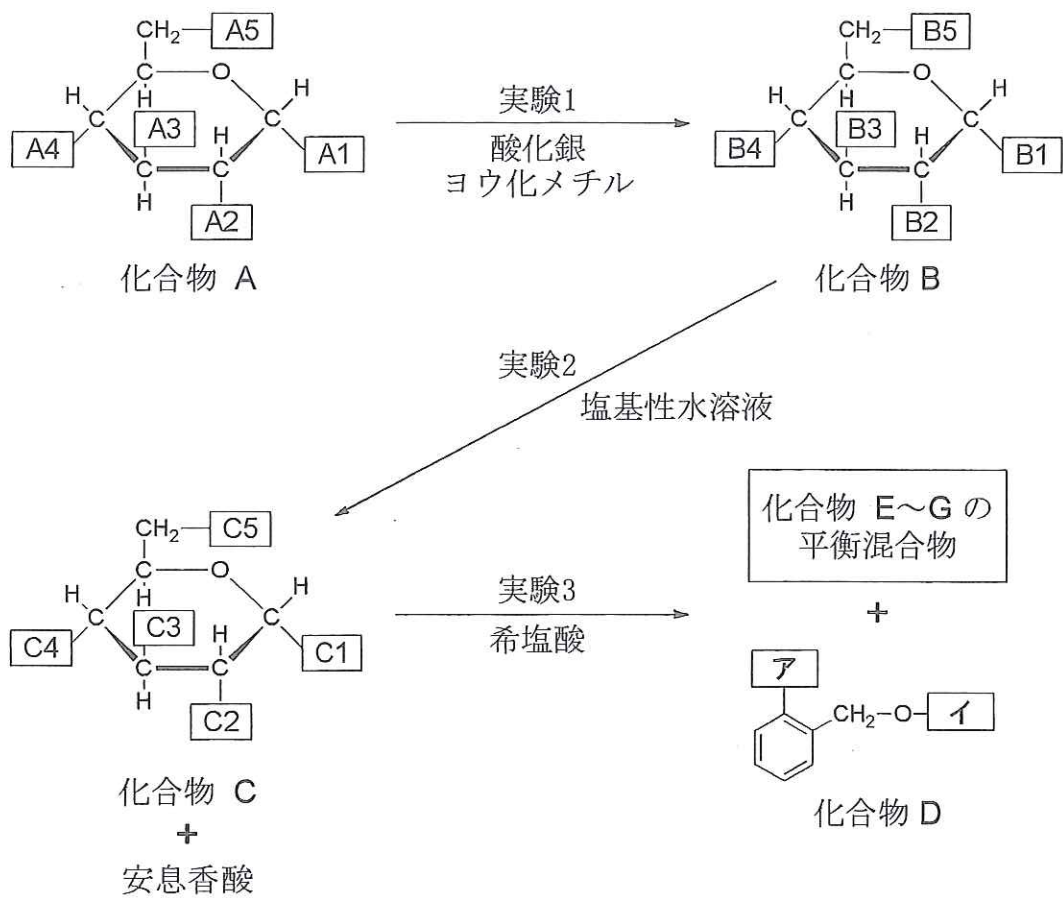 CH2 A5
C O
H H
C A3 H C
A4 A1
C C
H
A2
化合物 A
実験1
酸化銀
ヨウ化メチル
CH2 B5
C O
H H
C B3 H C
B4 B1
C C
H
B2
化合物 B
実験2
塩基性水溶液
CH2 C5
C O
H H
C C3 H C
C4 C1
C C
H
C2
化合物 C
+
安息香酸
実験3
希塩酸
化合物 E〜G の
平衡混合物
+
ア
CH2-O-イ
化合物 D